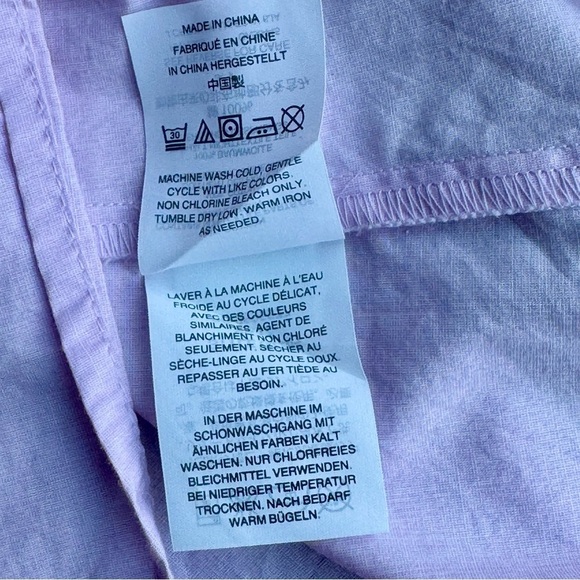 MADE IN CHINA
FABRIQUÉ EN CHINE
IN CHINA HERGESTELLT
中国製
30
MACHINE WASH COLD, GENTLE
CYCLE WITH LIKE COLORS.
NON CHLORINE BLEACH ONLY.
TUMBLE DRY LOW. WARM IRON
AS NEEDED.
LAVER À LA MACHINE À L'EAU
FROIDE AU CYCLE DÉLICAT,
AVEC DES COULEURS
SIMILAIRES. AGENT DE
BLANCHIMENT NON CHLORÉ
SEULEMENT. SÉCHER AU
SÈCHE-LINGE AU CYCLE DOUX.
REPASSER AU FER TIÈDE AU
BESOIN.
IN DER MASCHINE IM
SCHONWASCHGANG MIT
ÄHNLICHEN FARBEN KALT
WASCHEN. NUR CHLORFREIES
BLEICHMITTEL VERWENDEN.
BEI NIEDRIGER TEMPERATUR
TROCKNEN. NACH BEDARF
WARM BÜGELN.